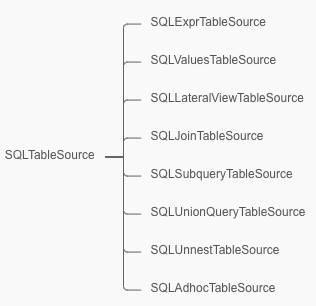 SQLExprTableSource
SQLValuesTableSource
SQLLateralViewTableSource
SQLJoinTableSource
SQLTableSource
SQLSubqueryTableSource
SQLUnionQueryTableSource
SQLUnnestTableSource
SQLAdhocTableSource